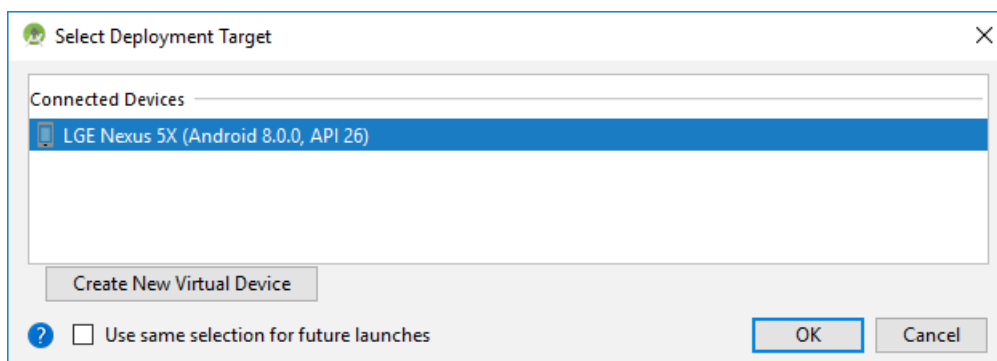 Select Deployment Target
Connected Devices
LGE Nexus 5X (Android 8.0.0, API 26)
Create New Virtual Device
? Use same selection for future launches OK Cancel